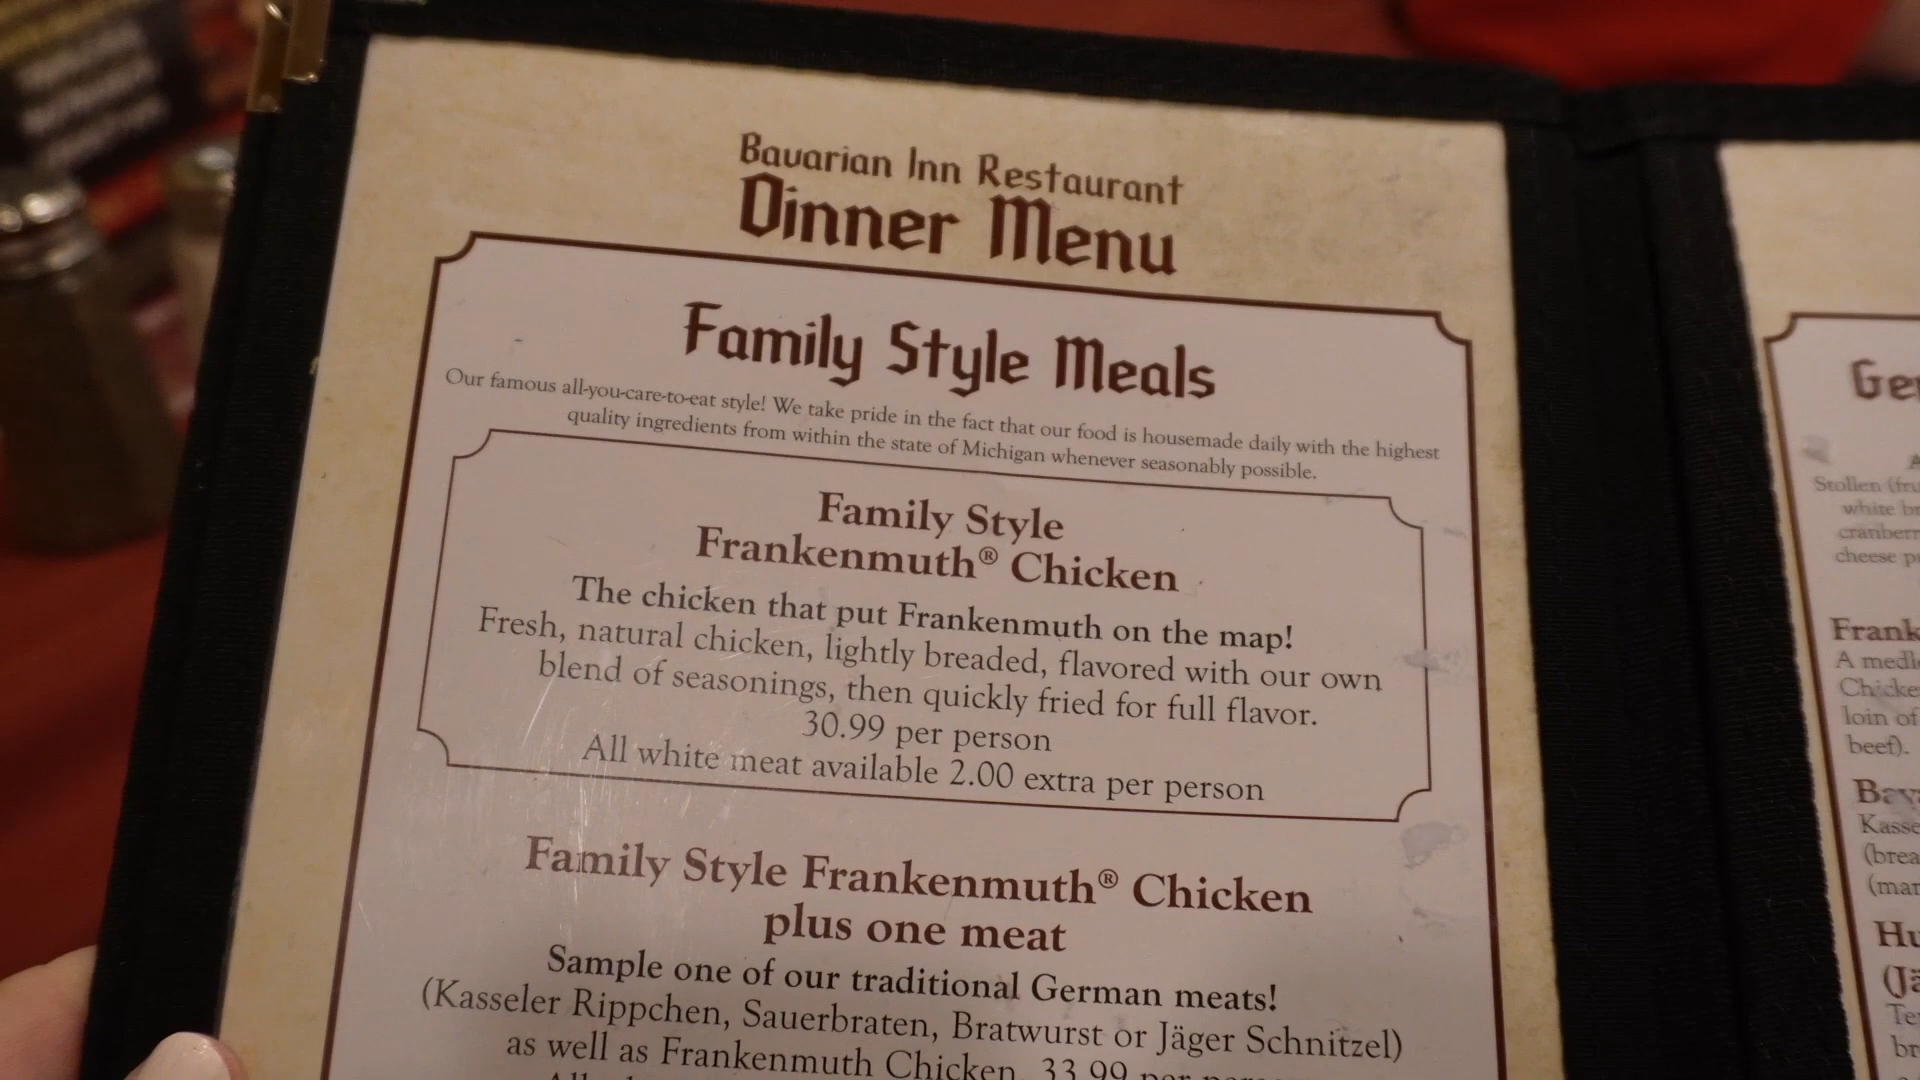 Bavarian Inn Restaurant
Dinner Menu
Family Style Meals
Our famous all-you-care-to-eat style! We take pride in the fact that our food is housemade daily with the highest
quality ingredients from within the state of Michigan whenever seasonably possible.
Family Style
Frankenmuth® Chicken
The chicken that put Frankenmuth on the map!
Fresh, natural chicken, lightly breaded, flavored with our own
blend of seasonings, then quickly fried for full flavor.
30.99 per person
All white meat available 2.00 extra per person
Family Style Frankenmuth® Chicken
plus one meat
Sample one of our traditional German meats!
(Kasseler Rippchen, Sauerbraten, Bratwurst or Jäger Schnitzel)
as well as Frankenmuth Chicken. 33.99 per
Stollen
white
cheese
A
loin of
beef).